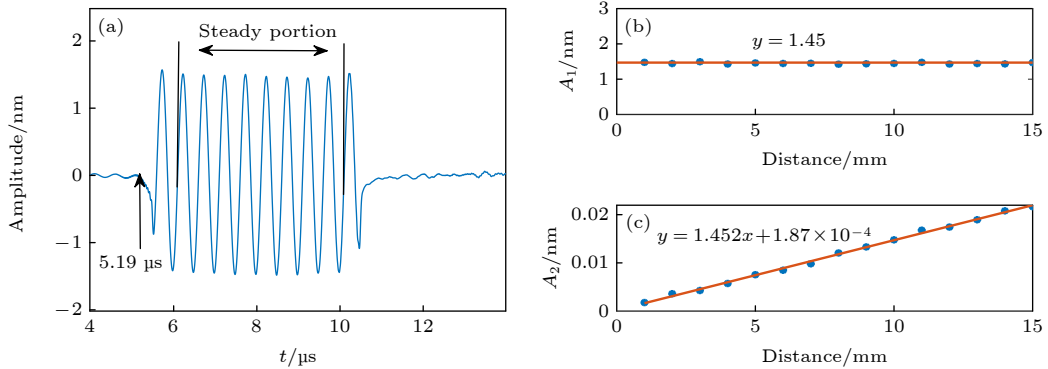 (a)
Steady portion
5.19 µs
2
1
0
−1
−2
4
6
8
10
12
Amplitude/nm
t/µs
(b)
y = 1.45
3
2
1
0
0
5
10
15
A₁/nm
Distance/mm
(c)
y = 1.452x+1.87×10⁻⁴
0.02
0.01
0
0
5
10
15
A₂/nm
Distance/mm